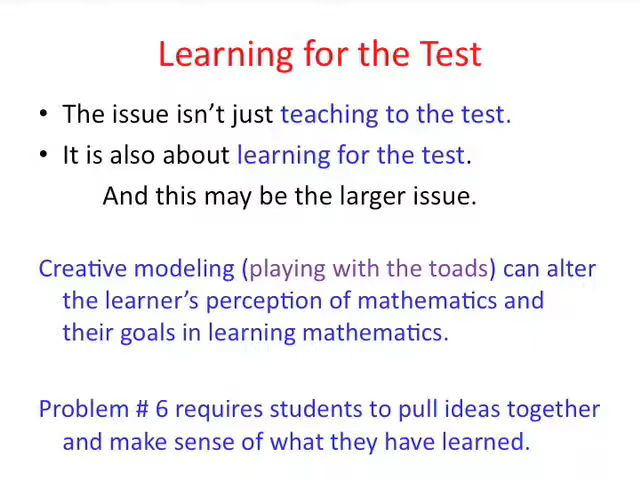 Learning for the Test
• The issue isn’t just teaching to the test.
• It is also about learning for the test.
And this may be the larger issue.
Creative modeling (playing with the toads) can alter
the learner’s perception of mathematics and
their goals in learning mathematics.
Problem # 6 requires students to pull ideas together
and make sense of what they have learned.